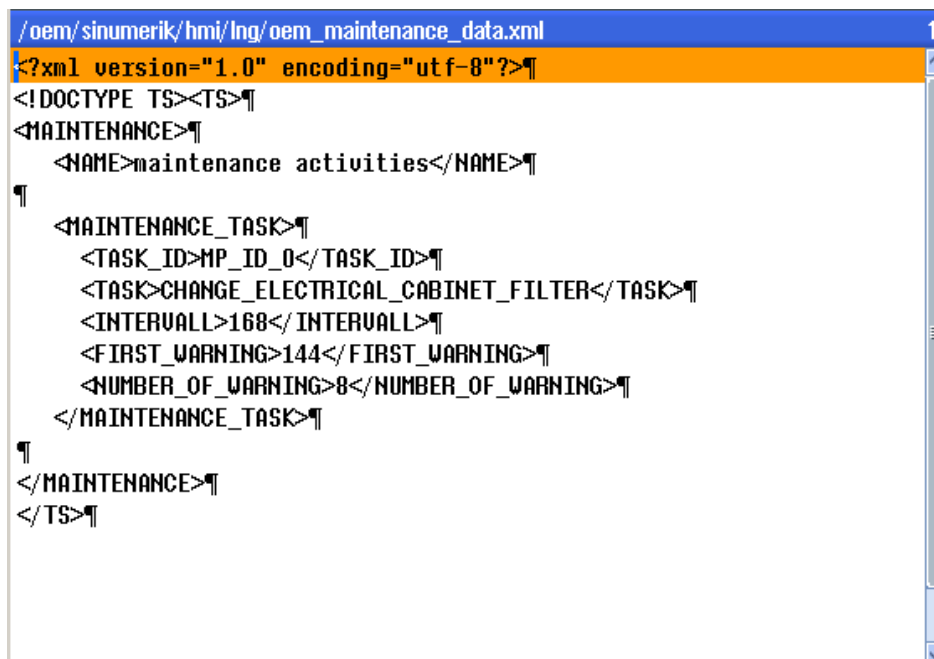 /oem/sinumerik/hmi/lng/oem_maintenance_data.xml
<?xml version="1.0" encoding="utf-8"?>¶
<!DOCTYPE TS><TS>¶
<MAINTENANCE>¶
<NAME>maintenance activities</NAME>¶
¶
<MAINTENANCE_TASK>¶
<TASK_ID>MP_ID_0</TASK_ID>¶
<TASK>CHANGE_ELECTRICAL_CABINET_FILTER</TASK>¶
<INTERVALL>168</INTERVALL>¶
<FIRST_WARNING>144</FIRST_WARNING>¶
<NUMBER_OF_WARNING>8</NUMBER_OF_WARNING>¶
</MAINTENANCE_TASK>¶
¶
</MAINTENANCE>¶
</TS>¶